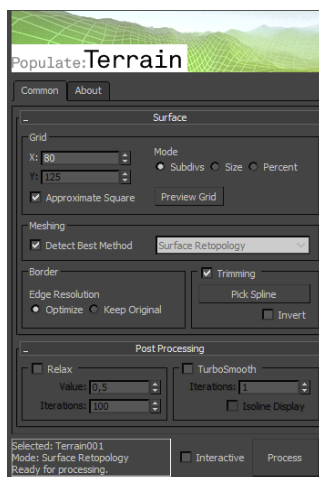 Populate:Terrain
Common About
Surface
Grid
X: 80
Y: 125
Mode
Subdivs Size Percent
Approximate Square Preview Grid
Meshing
Detect Best Method Surface Retopology
Border
Edge Resolution
Optimize Keep Original
Trimming
Pick Spline
Invert
Post Processing
Relax
Value: 0,5
Iterations: 100
TurboSmooth
Iterations: 1
Isoline Display
Selected: Terrain001
Mode: Surface Retopology
Ready for processing.
Interactive Process